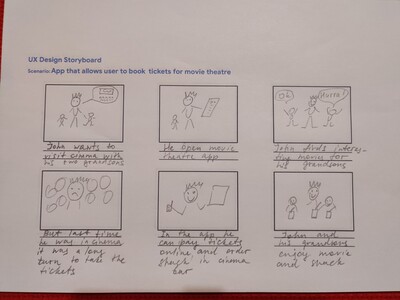 UX Design Storyboard
Scenario: App that allows user to book tickets for movie theatre
Hurra!
John wants to
visit cinema with
his two grandsons
He open movie
theatre app
John finds interes-
ting movie for
his grandsons
But last time
he was in cinema
it was a long
turn to take the
tickets
In the app he
can pay tickets
online and order
snack in cinema
bar
John and
his grandsons
enjoy movie
and snack